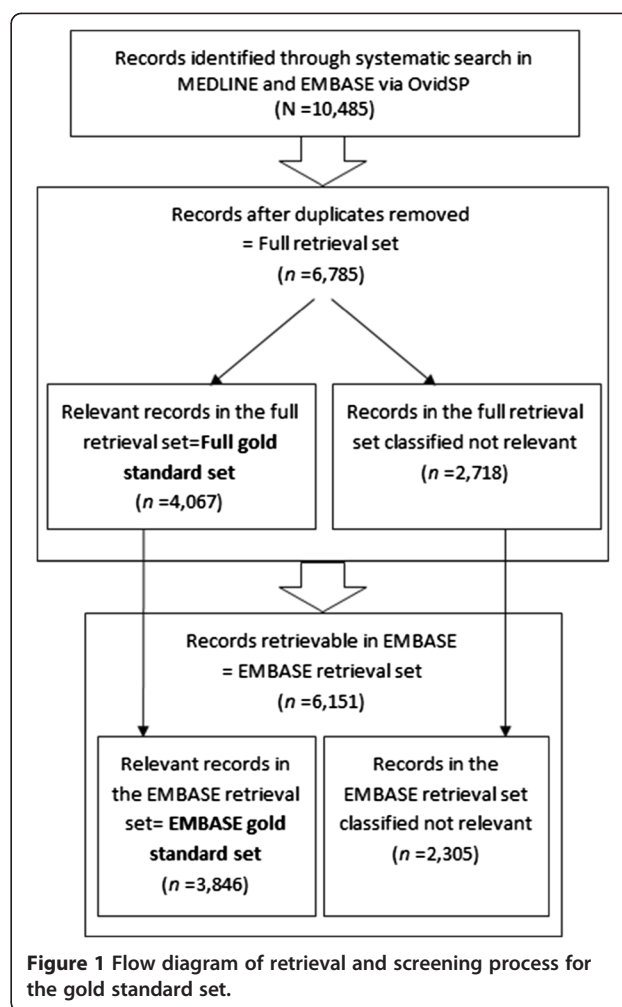 Records identified through systematic search in
MEDLINE and EMBASE via OvidSP
(N =10,485)
Records after duplicates removed
= Full retrieval set
(n =6,785)
Relevant records in the full
retrieval set=Full gold
standard set
(n =4,067)
Records in the full retrieval
set classified not relevant
(n =2,718)
Records retrievable in EMBASE
= EMBASE retrieval set
(n =6,151)
Relevant records in
the EMBASE retrieval
set= EMBASE gold
standard set
(n =3,846)
Records in the
EMBASE retrieval set
classified not relevant
(n =2,305)
Figure 1 Flow diagram of retrieval and screening process for
the gold standard set.